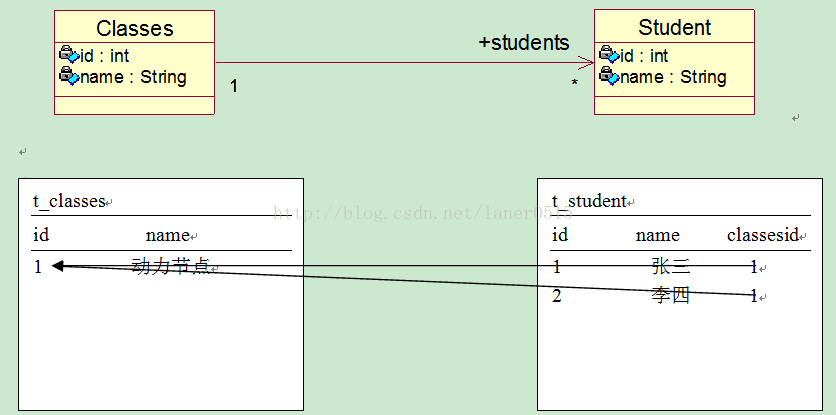 Classes
id : int
name : String
1
+students
*
Student
id : int
name : String
t_classes
id name
1 动力节点
http://blog.csdn.net/laner0515
t_student
id name classesid
1 张三 1
2 李四 1